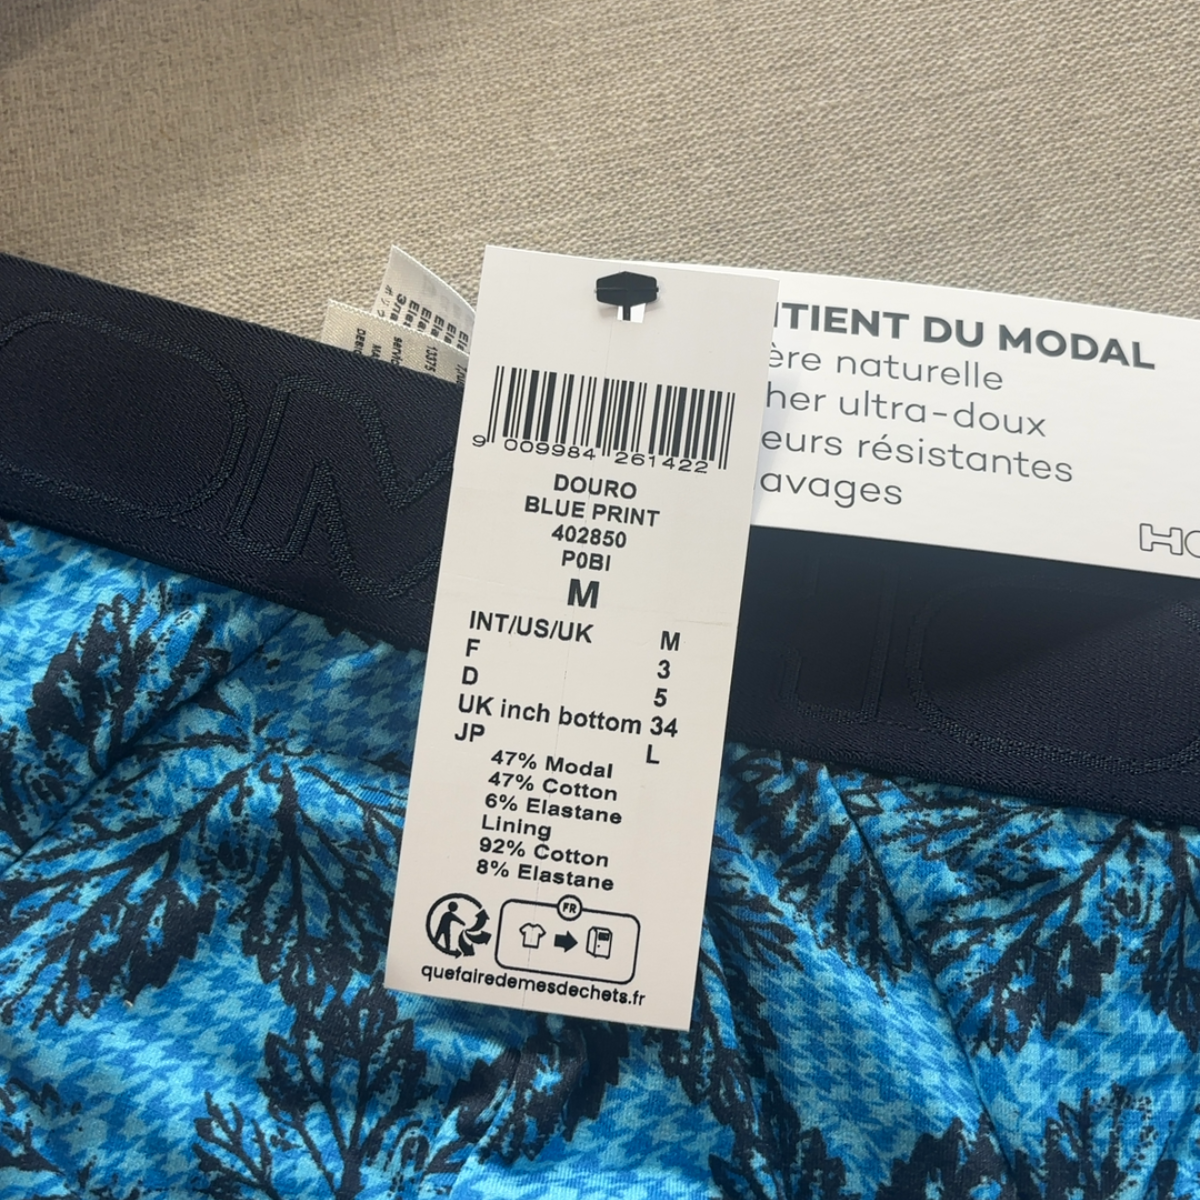 9 009984 261422
DOURO
BLUE PRINT
402850
P0BI
M
INT/US/UK M
F 3
D 5
UK inch bottom 34
JP L
47% Modal
47% Cotton
6% Elastane
Lining
92% Cotton
8% Elastane
FR
quefairedemesdechets.fr
TIENT DU MODAL
ère naturelle
her ultra-doux
eurs résistantes
avages
HO
13375